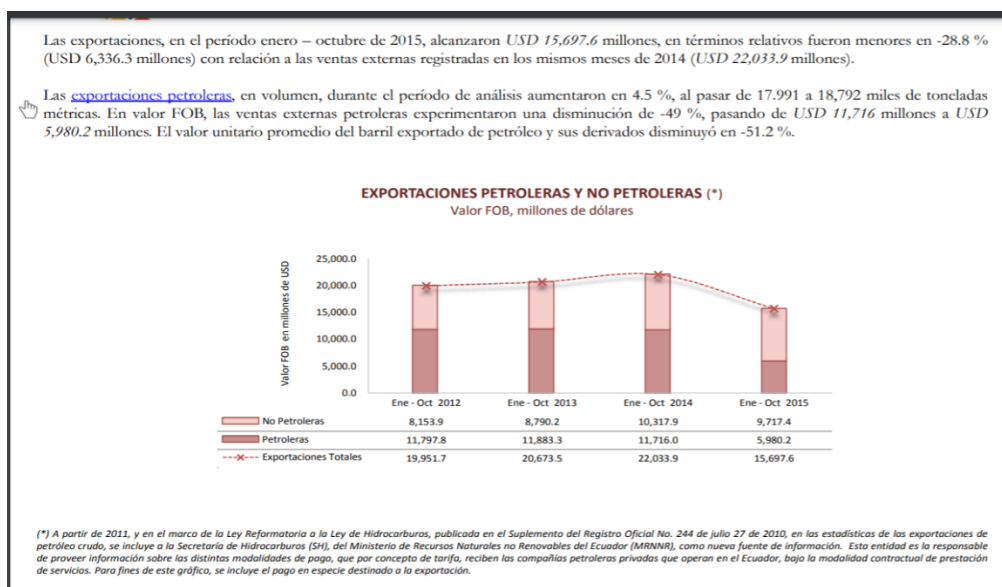 Las exportaciones, en el período enero – octubre de 2015, alcanzaron USD 15,697.6 millones, en términos relativos fueron menores en -28.8 %
(USD 6,336.3 millones) con relación a las ventas externas registradas en los mismos meses de 2014 (USD 22,033.9 millones).
Las exportaciones petroleras, en volumen, durante el período de análisis aumentaron en 4.5 %, al pasar de 17.991 a 18,792 miles de toneladas
métricas. En valor FOB, las ventas externas petroleras experimentaron una disminución de -49 %, pasando de USD 11,716 millones a USD
5,980.2 millones. El valor unitario promedio del barril exportado de petróleo y sus derivados disminuyó en -51.2 %.
EXPORTACIONES PETROLERAS Y NO PETROLERAS (*)
Valor FOB, millones de dólares
Valor FOB en millones de USD
25,000.0
20,000.0
15,000.0
10,000.0
5,000.0
0.0
Ene - Oct 2012 Ene - Oct 2013 Ene - Oct 2014 Ene - Oct 2015
No Petroleras 8,153.9 8,790.2 10,317.9 9,717.4
Petroleras 11,797.8 11,883.3 11,716.0 5,980.2
Exportaciones Totales 19,951.7 20,673.5 22,033.9 15,697.6
(*) A partir de 2011, y en el marco de la Ley Reformatoria a la Ley de Hidrocarburos, publicada en el Suplemento del Registro Oficial No. 244 de julio 27 de 2010, en las estadísticas de las exportaciones de
petróleo crudo, se incluye a la Secretaría de Hidrocarburos (SH), del Ministerio de Recursos Naturales no Renovables del Ecuador (MRNNR), como nueva fuente de información. Esta entidad es la responsable
de proveer información sobre las distintas modalidades de pago, que por concepto de tarifa, reciben las compañías petroleras privadas que operan en el Ecuador, bajo la modalidad contractual de prestación
de servicios. Para fines de este gráfico, se incluye el pago en especie destinado a la exportación.